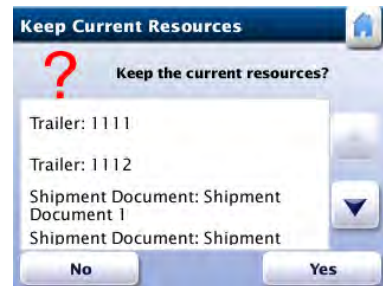 Keep Current Resources
?
Keep the current resources?
Trailer: 1111
Trailer: 1112
Shipment Document: Shipment
Document 1
Shipment Document: Shipment
No
Yes